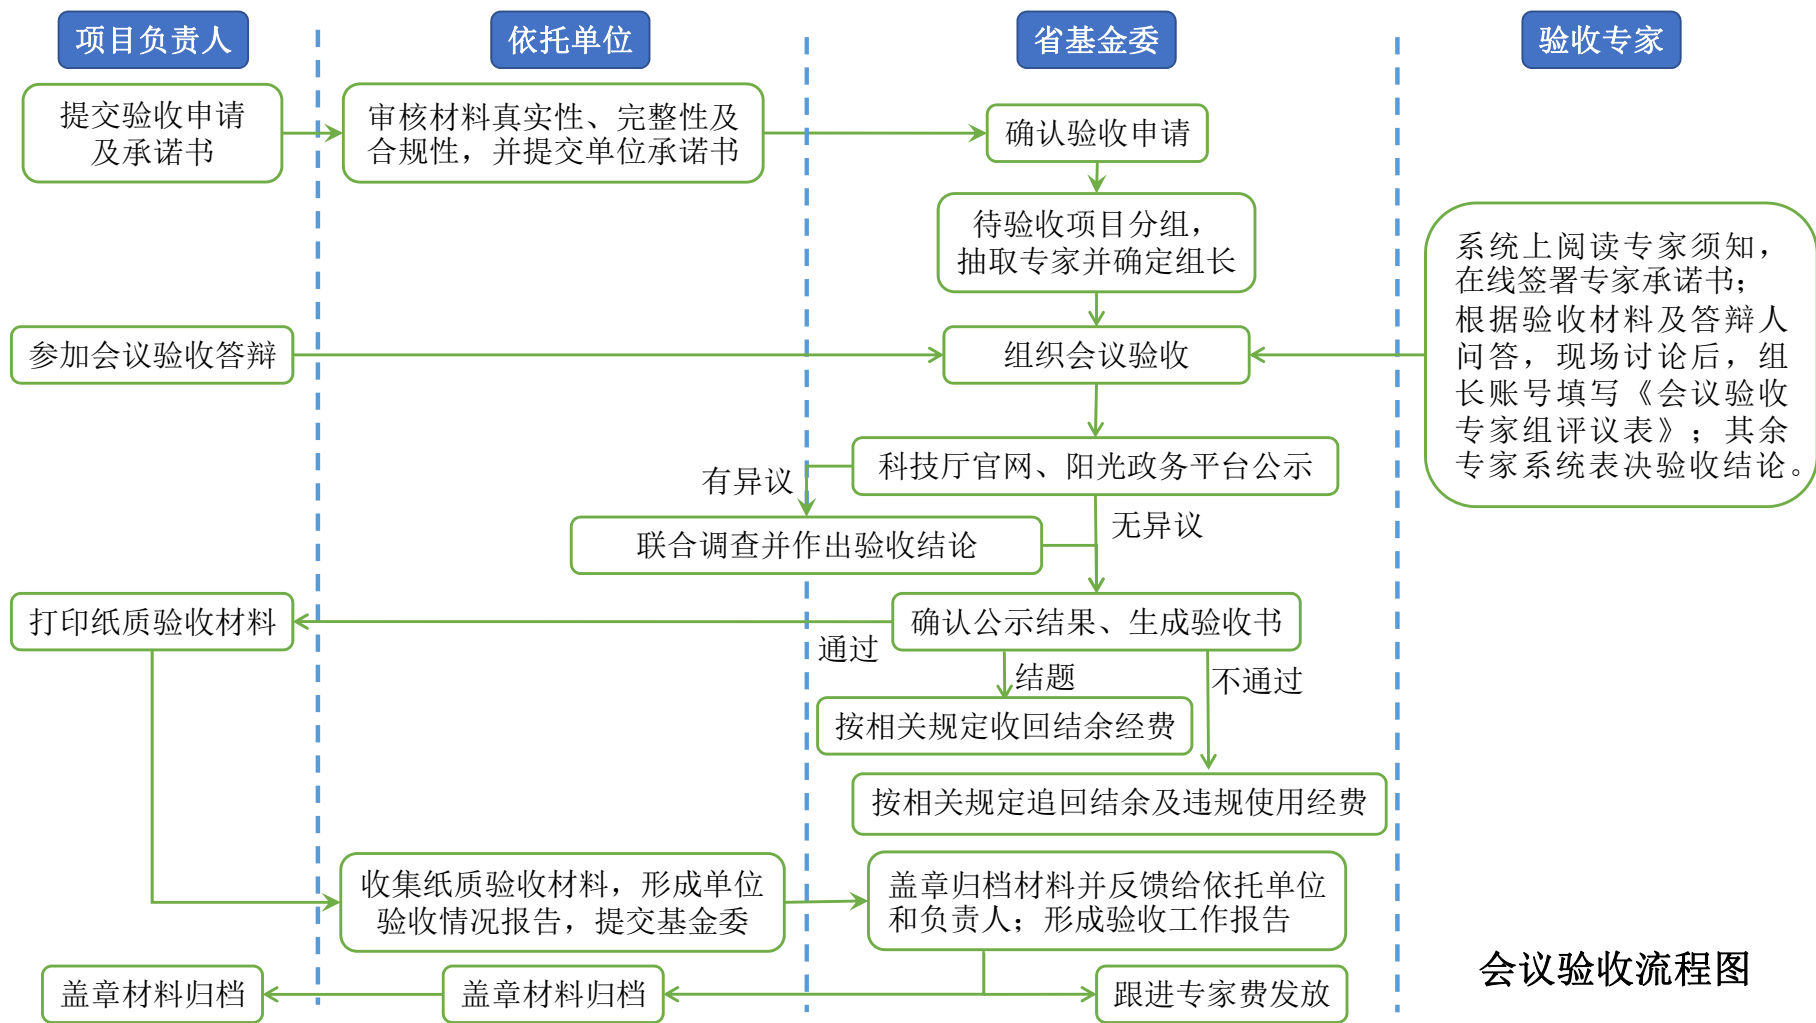 项目负责人
依托单位
省基金委
验收专家
提交验收申请
及承诺书
审核材料真实性、完整性及
合规性，并提交单位承诺书
确认验收申请
待验收项目分组，
抽取专家并确定组长
系统上阅读专家须知，
在线签署专家承诺书；
根据验收材料及答辩人
问答，现场讨论后，组
长账号填写《会议验收
专家组评议表》；其余
专家系统表决验收结论。
参加会议验收答辩
组织会议验收
科技厅官网、阳光政务平台公示
有异议
无异议
联合调查并作出验收结论
打印纸质验收材料
确认公示结果、生成验收书
通过
结题
不通过
按相关规定收回结余经费
按相关规定追回结余及违规使用经费
收集纸质验收材料，形成单位
验收情况报告，提交基金委
盖章归档材料并反馈给依托单位
和负责人；形成验收工作报告
盖章材料归档
盖章材料归档
跟进专家费发放
会议验收流程图